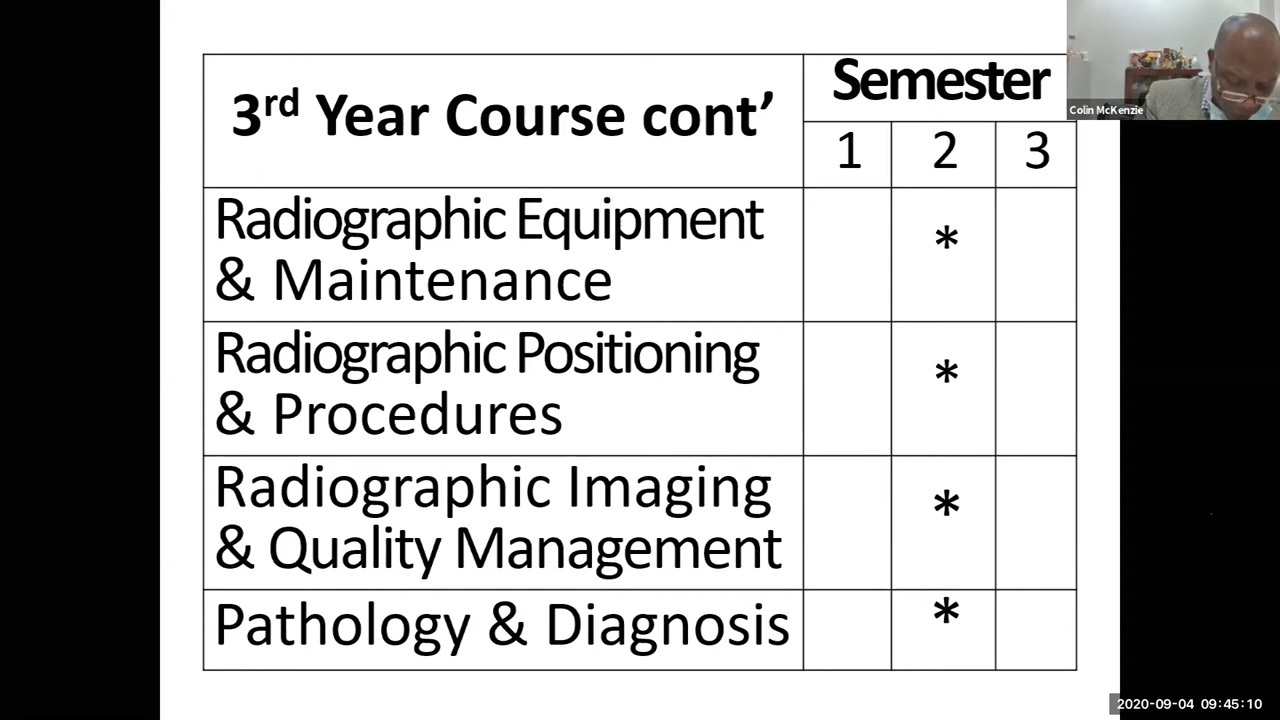 3rd Year Course cont’
Semester
1 2 3
Radiographic Equipment
& Maintenance
*
Radiographic Positioning
& Procedures
*
Radiographic Imaging
& Quality Management
*
Pathology & Diagnosis
*
Colin McKenzie
2020-09-04 09:45:10